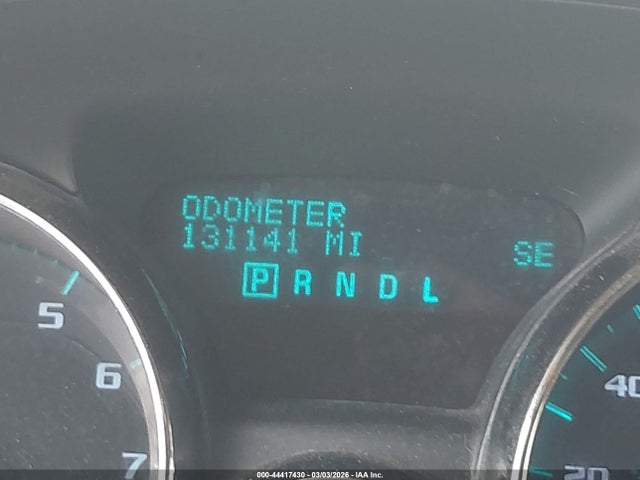 ODOMETER
131141 MI
SE
P R N D L
5
6
7
40
20
000-44417430 - 03/03/2026 - IAA Inc.